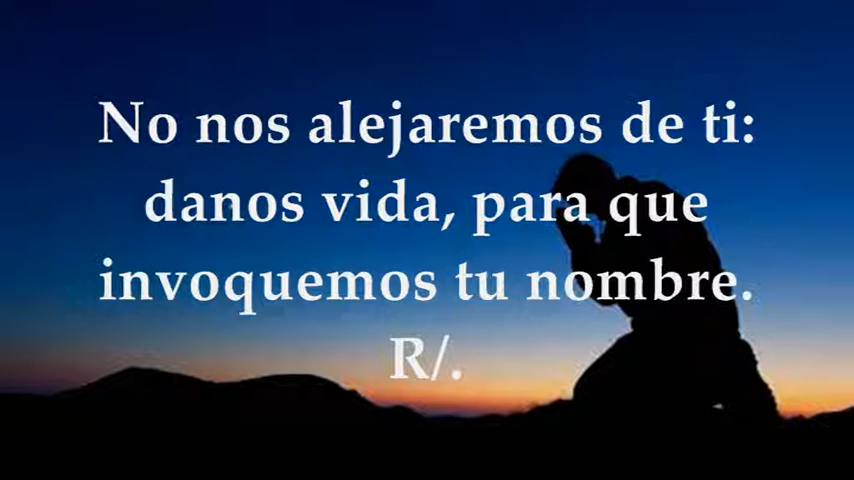 No nos alejaremos de ti:
danos vida, para que
invoquemos tu nombre.
R/.